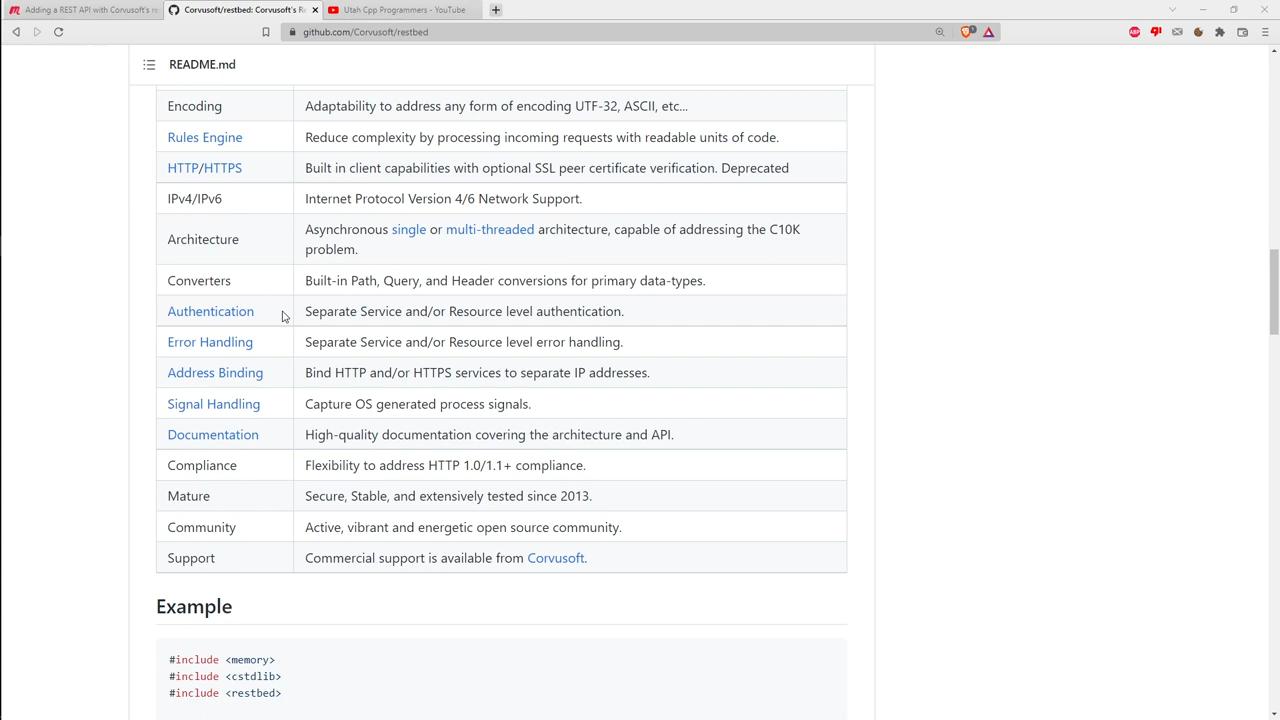 Adding a REST API with Corvusoft's re
Corvusoft/restbed: Corvusoft's Re
Utah Cpp Programmers - YouTube
github.com/Corvusoft/restbed
README.md
Encoding Adaptability to address any form of encoding UTF-32, ASCII, etc...
Rules Engine Reduce complexity by processing incoming requests with readable units of code.
HTTP/HTTPS Built in client capabilities with optional SSL peer certificate verification. Deprecated
IPv4/IPv6 Internet Protocol Version 4/6 Network Support.
Architecture Asynchronous single or multi-threaded architecture, capable of addressing the C10K
problem.
Converters Built-in Path, Query, and Header conversions for primary data-types.
Authentication Separate Service and/or Resource level authentication.
Error Handling Separate Service and/or Resource level error handling.
Address Binding Bind HTTP and/or HTTPS services to separate IP addresses.
Signal Handling Capture OS generated process signals.
Documentation High-quality documentation covering the architecture and API.
Compliance Flexibility to address HTTP 1.0/1.1+ compliance.
Mature Secure, Stable, and extensively tested since 2013.
Community Active, vibrant and energetic open source community.
Support Commercial support is available from Corvusoft.
Example
#include <memory>
#include <cstdlib>
#include <restbed>